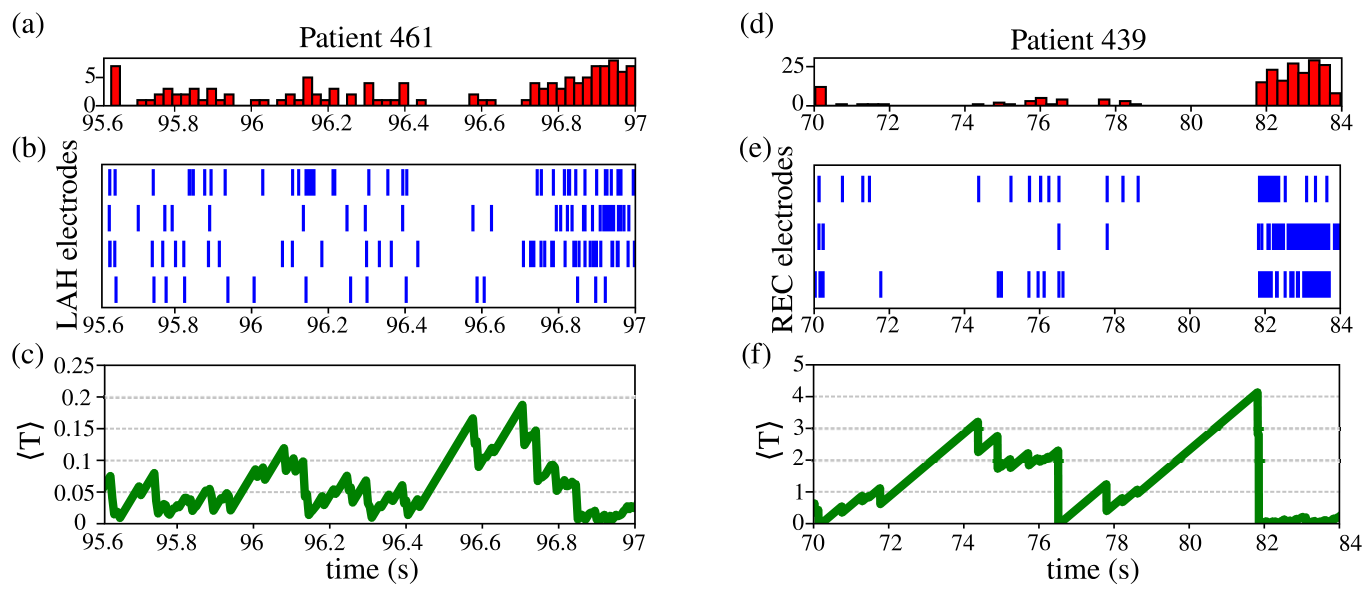 (a)
Patient 461
5
0
95.6 95.8 96 96.2 96.4 96.6 96.8 97
(b)
LAH electrodes
95.6 95.8 96 96.2 96.4 96.6 96.8 97
(c)
⟨T⟩
0.25
0.2
0.15
0.1
0.05
0
95.6 95.8 96 96.2 96.4 96.6 96.8 97
time (s)
(d)
Patient 439
25
0
70 72 74 76 78 80 82 84
(e)
REC electrodes
70 72 74 76 78 80 82 84
(f)
⟨T⟩
5
4
3
2
1
0
70 72 74 76 78 80 82 84
time (s)